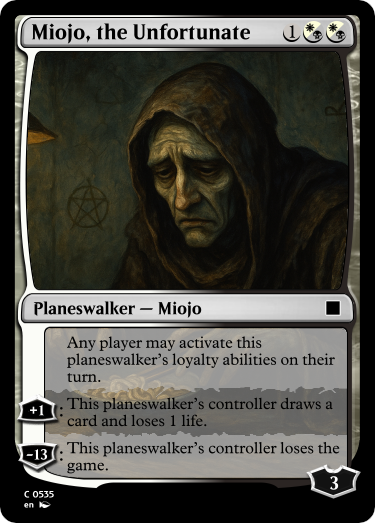 Miojo, the Unfortunate 1
Planeswalker — Miojo
Any player may activate this
planeswalker's loyalty abilities on their
turn.
+1: This planeswalker's controller draws a
card and loses 1 life.
-13: This planeswalker's controller loses the
game.
3
C 0535
en